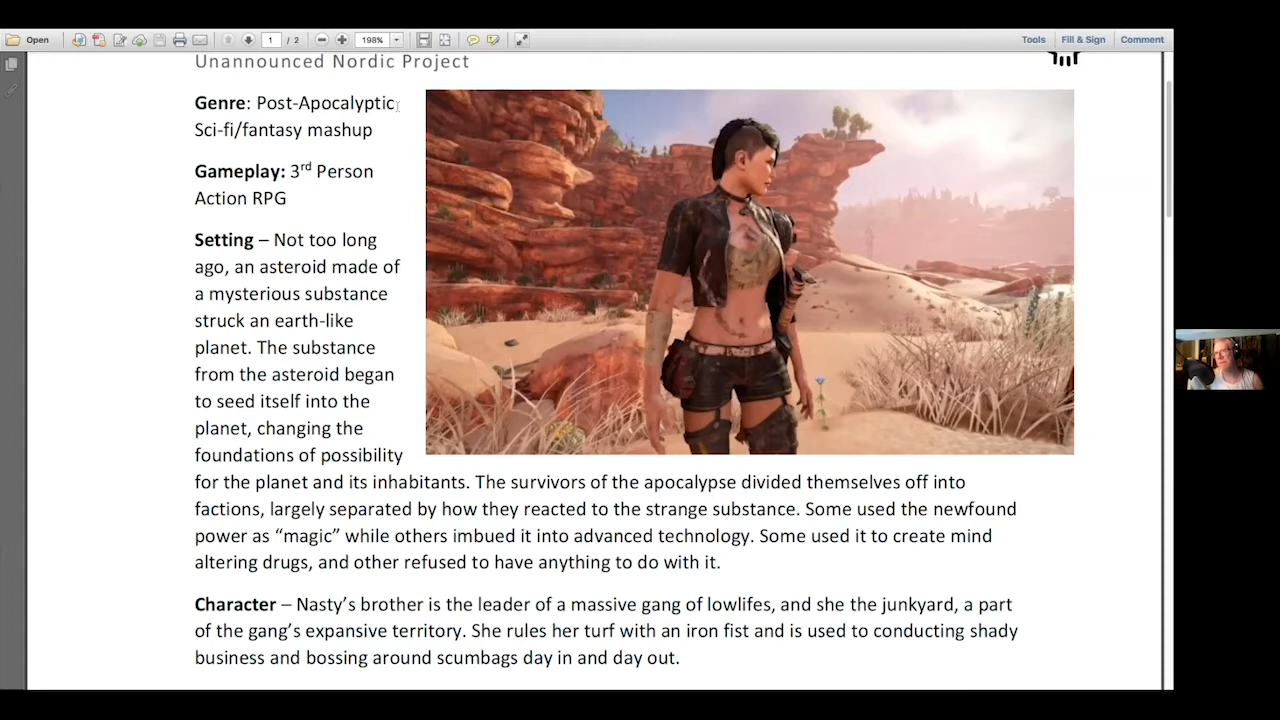 Open
1 / 2
198%
Tools
Fill & Sign
Comment
Unannounced Nordic Project
Genre: Post-Apocalyptic
Sci-fi/fantasy mashup
Gameplay: 3rd Person
Action RPG
Setting – Not too long
ago, an asteroid made of
a mysterious substance
struck an earth-like
planet. The substance
from the asteroid began
to seed itself into the
planet, changing the
foundations of possibility
for the planet and its inhabitants. The survivors of the apocalypse divided themselves off into
factions, largely separated by how they reacted to the strange substance. Some used the newfound
power as “magic” while others imbued it into advanced technology. Some used it to create mind
altering drugs, and other refused to have anything to do with it.
Character – Nasty’s brother is the leader of a massive gang of lowlifes, and she the junkyard, a part
of the gang’s expansive territory. She rules her turf with an iron fist and is used to conducting shady
business and bossing around scumbags day in and day out.